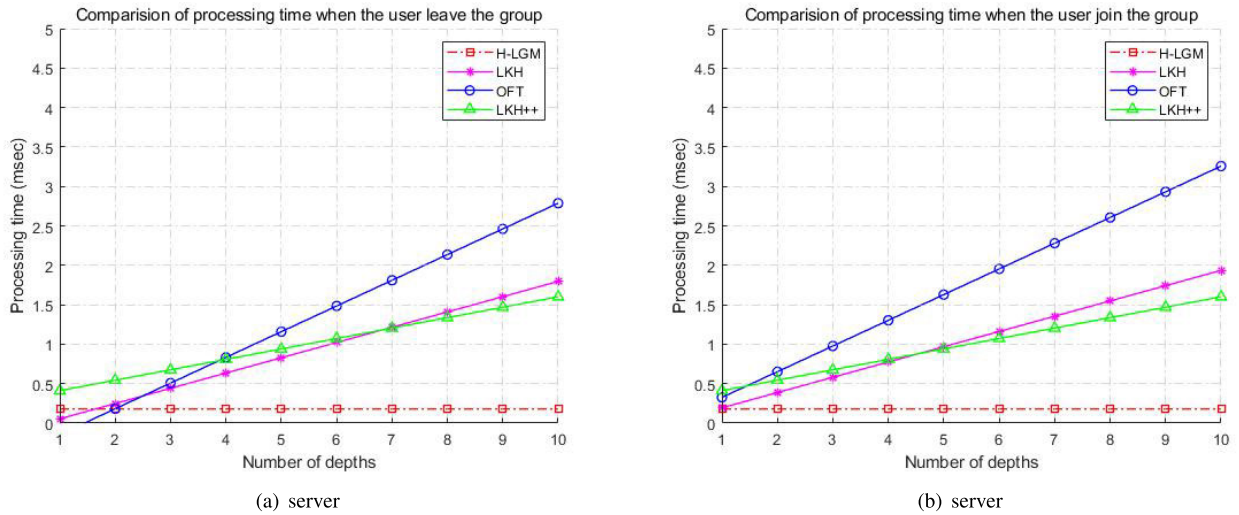 Comparision of processing time when the user leave the group
5
4.5
4
3.5
3
2.5
2
1.5
1
0.5
0
Processing time (msec)
H-LGM
LKH
OFT
LKH++
1 2 3 4 5 6 7 8 9 10
Number of depths
(a) server
Comparision of processing time when the user join the group
5
4.5
4
3.5
3
2.5
2
1.5
1
0.5
0
Processing time (msec)
H-LGM
LKH
OFT
LKH++
1 2 3 4 5 6 7 8 9 10
Number of depths
(b) server